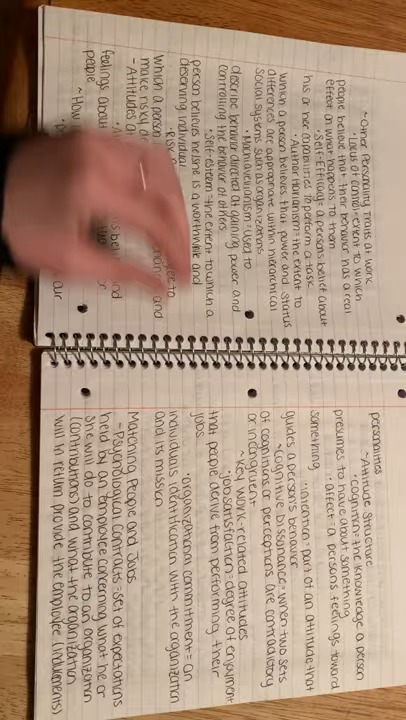 ~Other Personality Traits at work
• Locus of control = extent to which
people believe that their behavior has a real
effect on what happens to them
• Self-Efficacy: a persons belief about
his or her capabilities to perform a task.
• Authoritarianism = the extent to
which a person believes that power and status
differences are appropriate within hierarchical
Social systems such as organizations
• Machiavellianism = used to
describe behavior directed at gaining power and
controlling the behavior of others
• Self-esteem = the extent to which a
person believes he/she is a worthwhile and
deserving individual
• Risk
which a person
make risky and
- Attitudes
feelings about
people
~How
personalities
~Attitude Structure
• cognition = the knowledge a person
presumes to have about something
• affect = a person's feelings toward
something
• intention = part of an attitude that
guides a person's behavior
• cognitive dissonance = when two sets
of cognitions or perceptions are contradictory
or incongruent
~Key work-related attitudes
• job satisfaction = degree of enjoyment
that people derive from performing their
jobs.
• organizational commitment = an
individual's identification with the organization
and its mission
Matching People and Jobs
- Psychological Contracts = set of expectations
held by an employee concerning what he or
she will do to contribute to an organization
(contributions) and what the organization
will in return provide the employee (inducements)